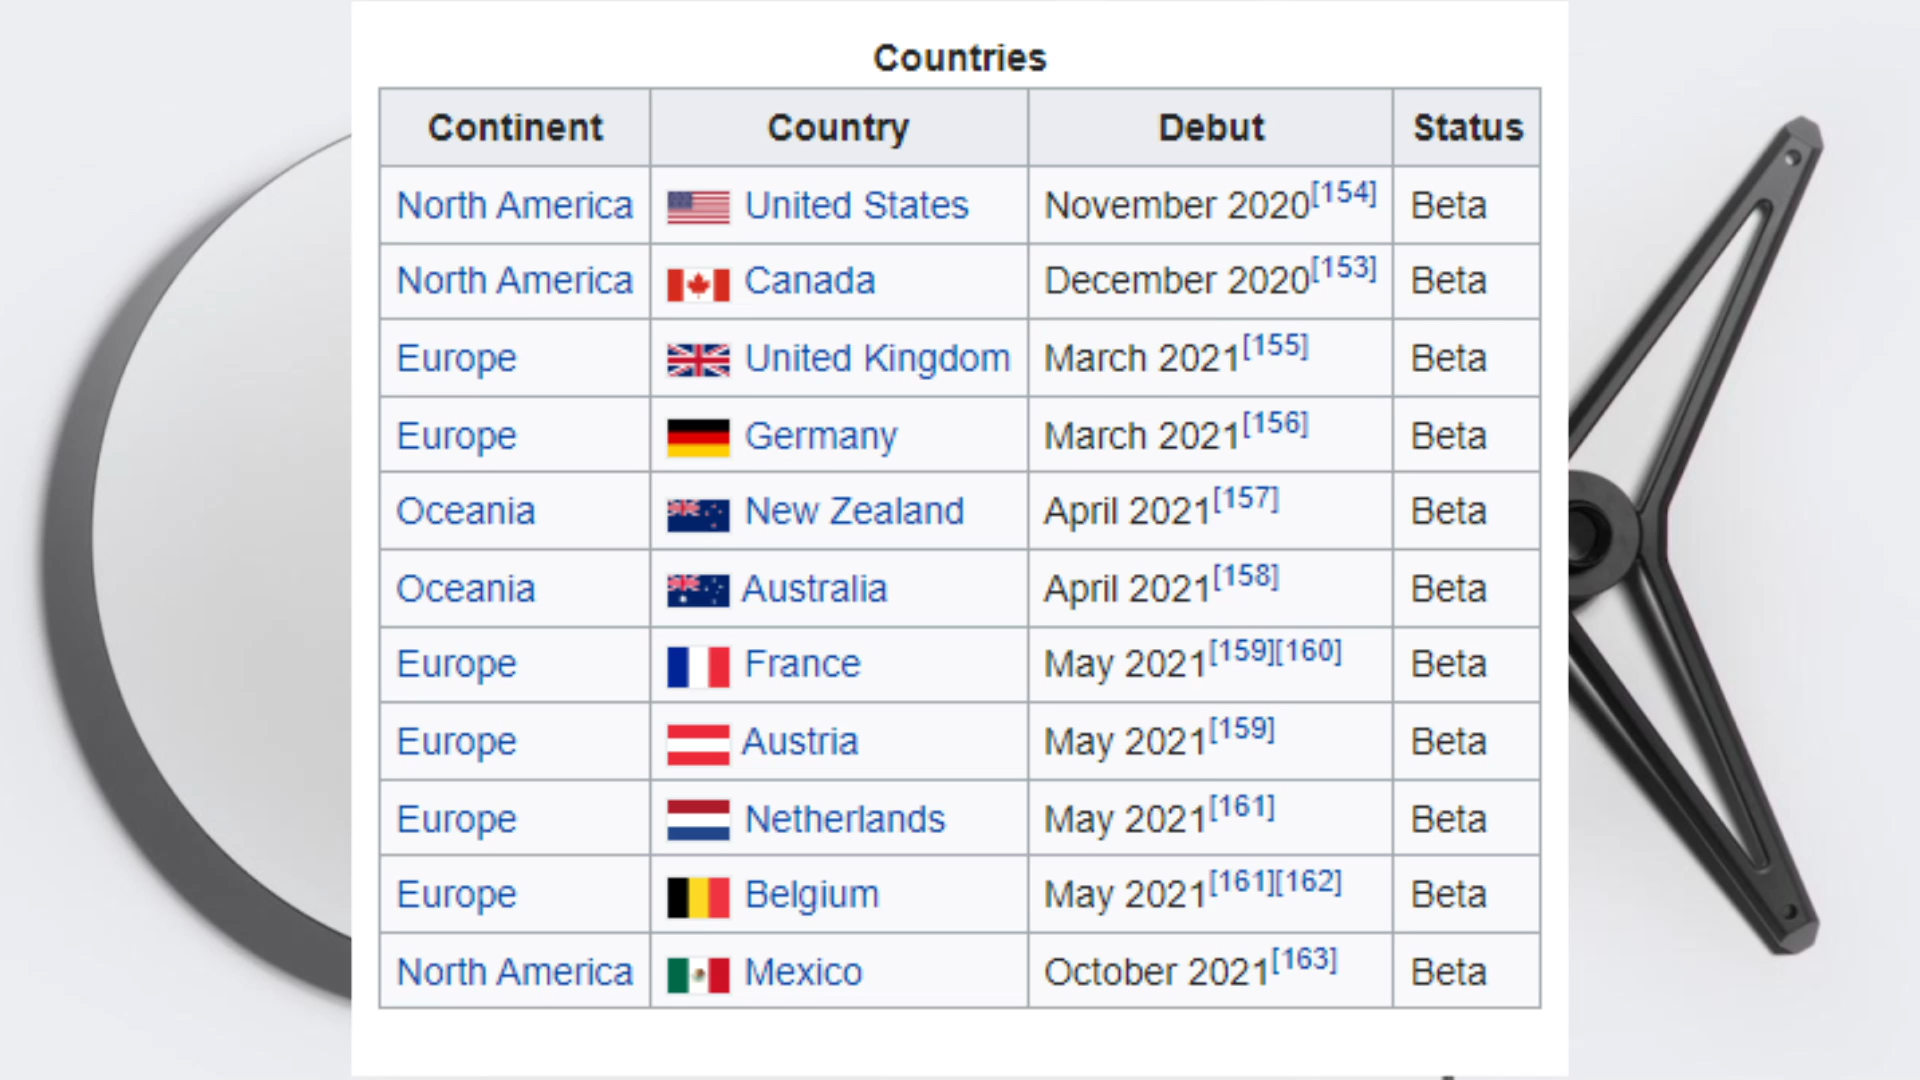 Countries
Continent Country Debut Status
North America United States November 2020[154] Beta
North America Canada December 2020[153] Beta
Europe United Kingdom March 2021[155] Beta
Europe Germany March 2021[156] Beta
Oceania New Zealand April 2021[157] Beta
Oceania Australia April 2021[158] Beta
Europe France May 2021[159][160] Beta
Europe Austria May 2021[159] Beta
Europe Netherlands May 2021[161] Beta
Europe Belgium May 2021[161][162] Beta
North America Mexico October 2021[163] Beta